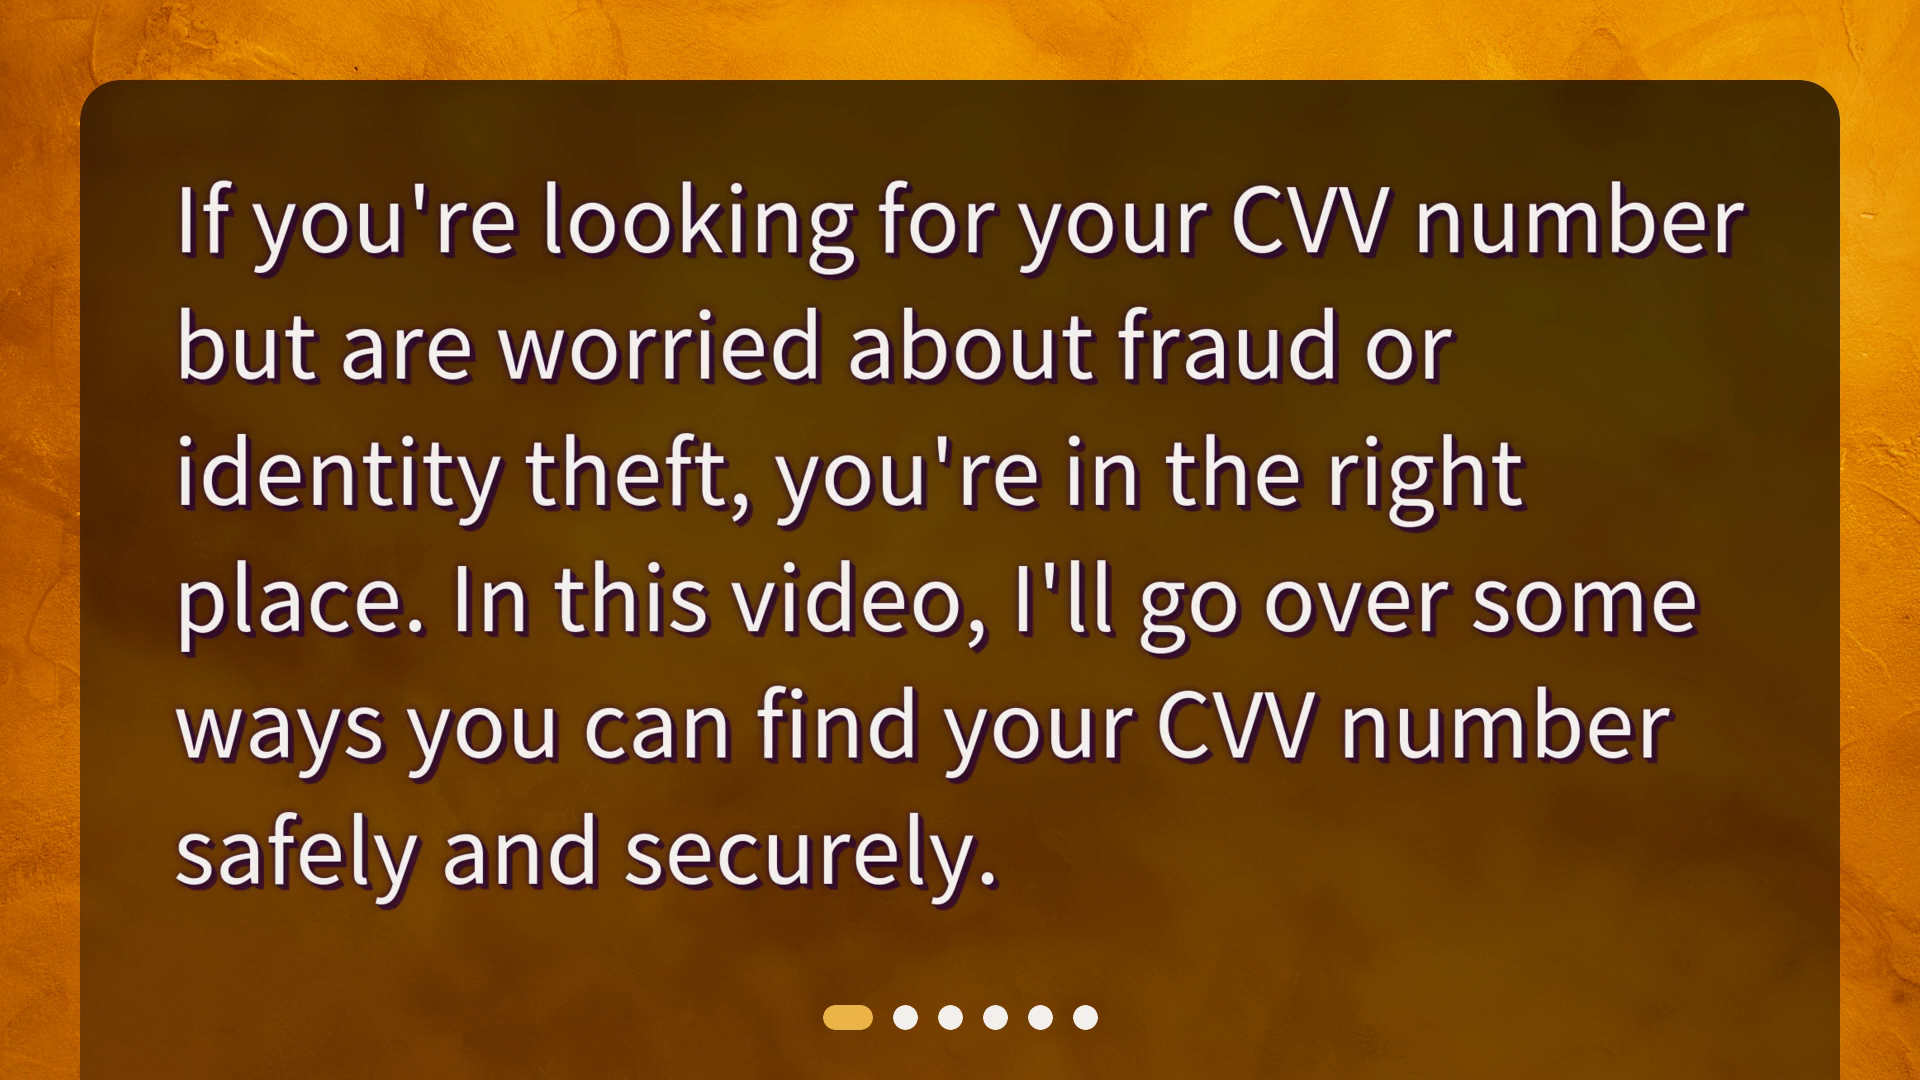 If you're looking for your CVV number
but are worried about fraud or
identity theft, you're in the right
place. In this video, I'll go over some
ways you can find your CVV number
safely and securely.